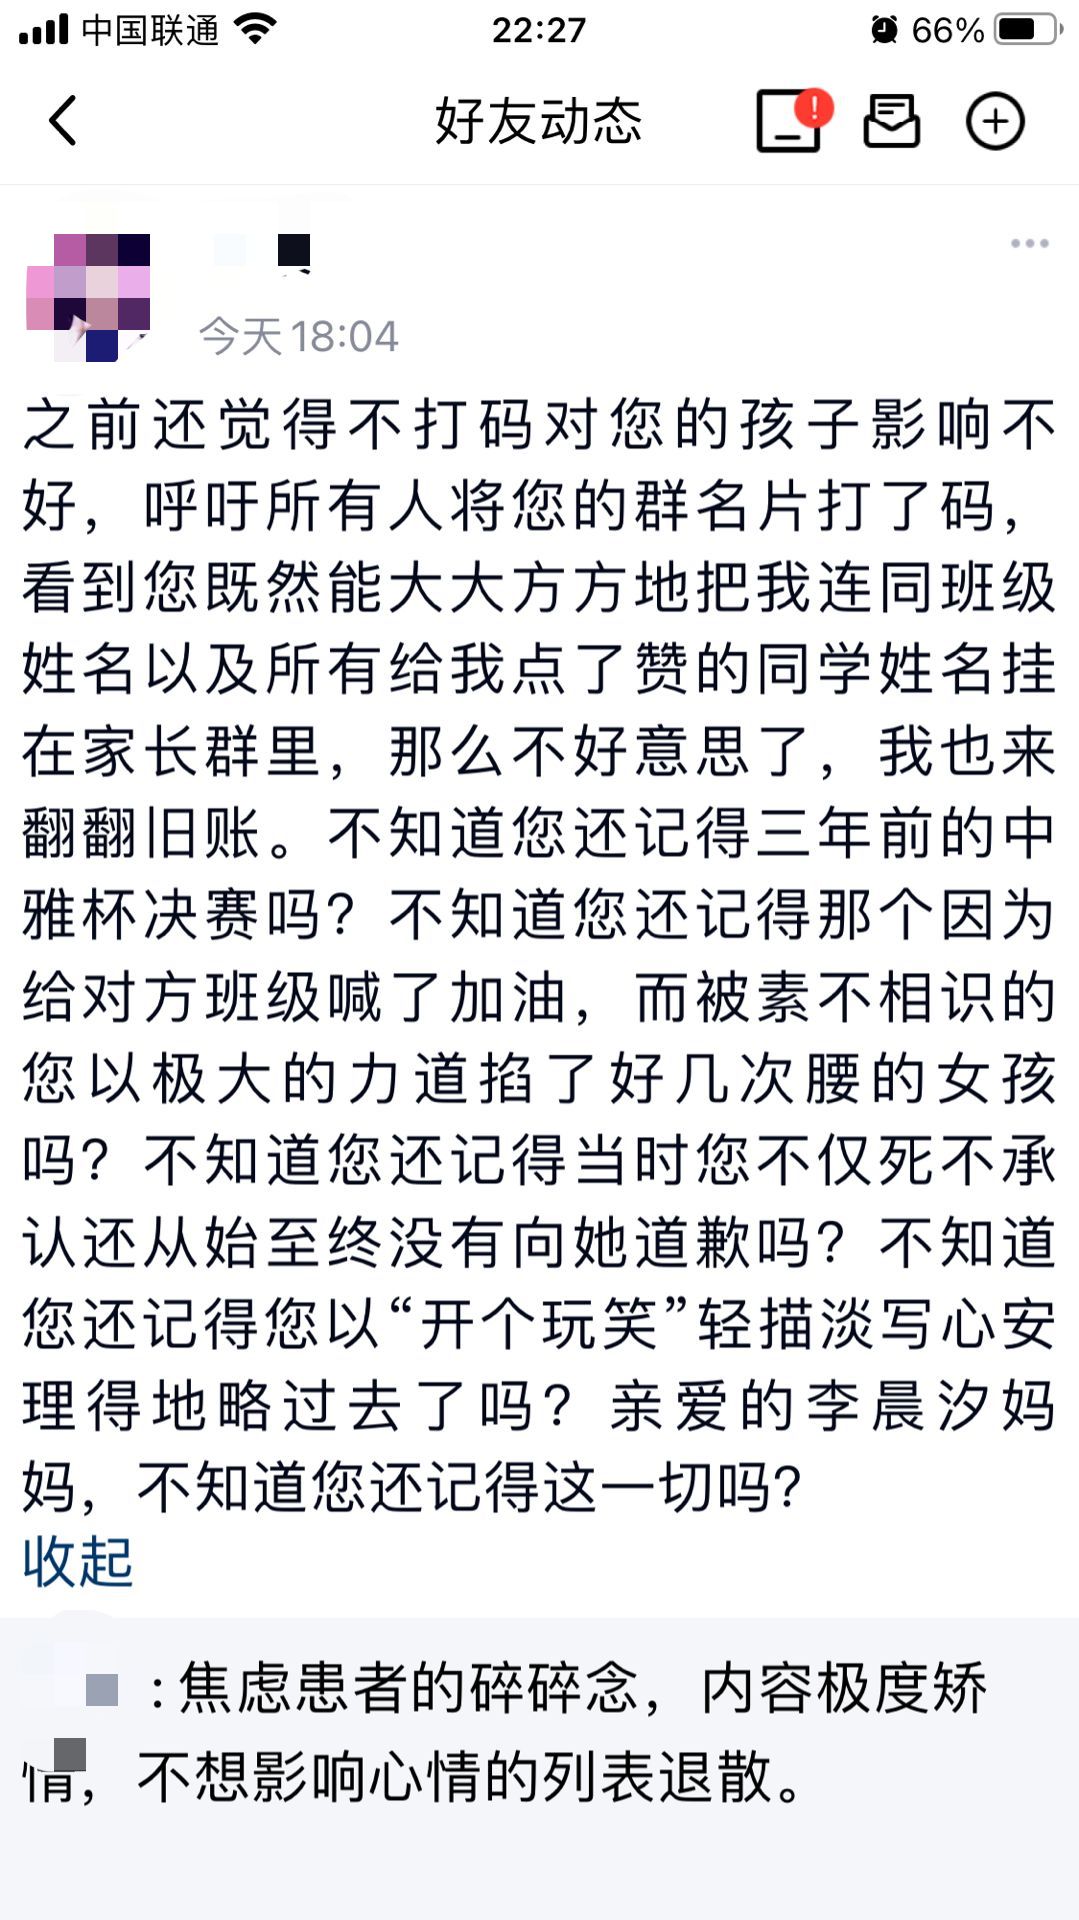 中国联通
22:27
66%
好友动态
今天18:04
之前还觉得不打码对您的孩子影响不
好，呼吁所有人将您的群名片打了码，
看到您既然能大大方方地把我连同班级
姓名以及所有给我点了赞的同学姓名挂
在家长群里，那么不好意思了，我也来
翻翻旧账。不知道您还记得三年前的中
雅杯决赛吗？不知道您还记得那个因为
给对方班级喊了加油，而被素不相识的
您以极大的力道掐了好几次腰的女孩
吗？不知道您还记得当时您不仅死不承
认还从始至终没有向她道歉吗？不知道
您还记得您以“开个玩笑”轻描淡写心安
理得地略过去了吗？亲爱的李晨汐妈
妈，不知道您还记得这一切吗？
收起
：焦虑患者的碎碎念，内容极度矫
情，不想影响心情的列表退散。